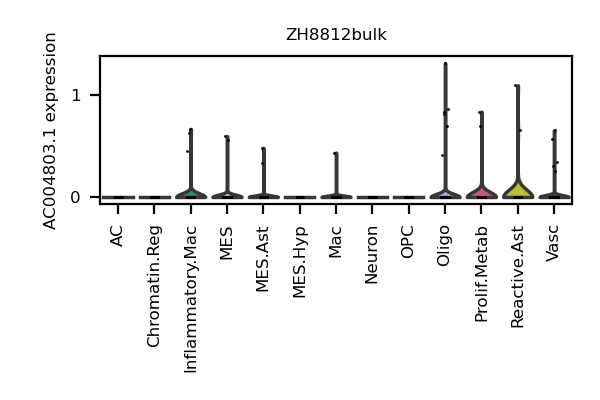 ZH8812bulk
AC004803.1 expression
1
0
AC
Chromatin.Reg
Inflammatory.Mac
MES
MES.Ast
MES.Hyp
Mac
Neuron
OPC
Oligo
Prolif.Metab
Reactive.Ast
Vasc